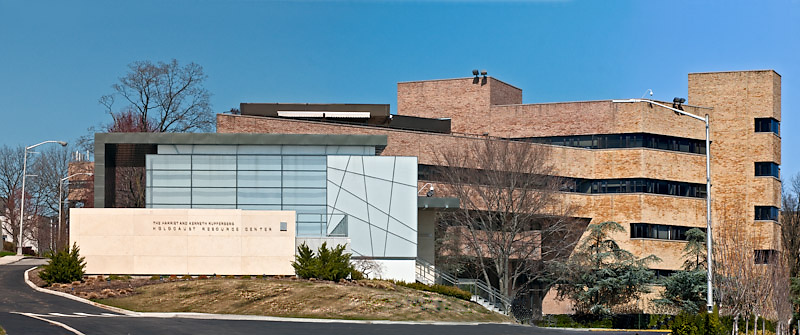 THE HARRIET AND KENNETH KUPFERBERG
HOLOCAUST RESOURCE CENTER